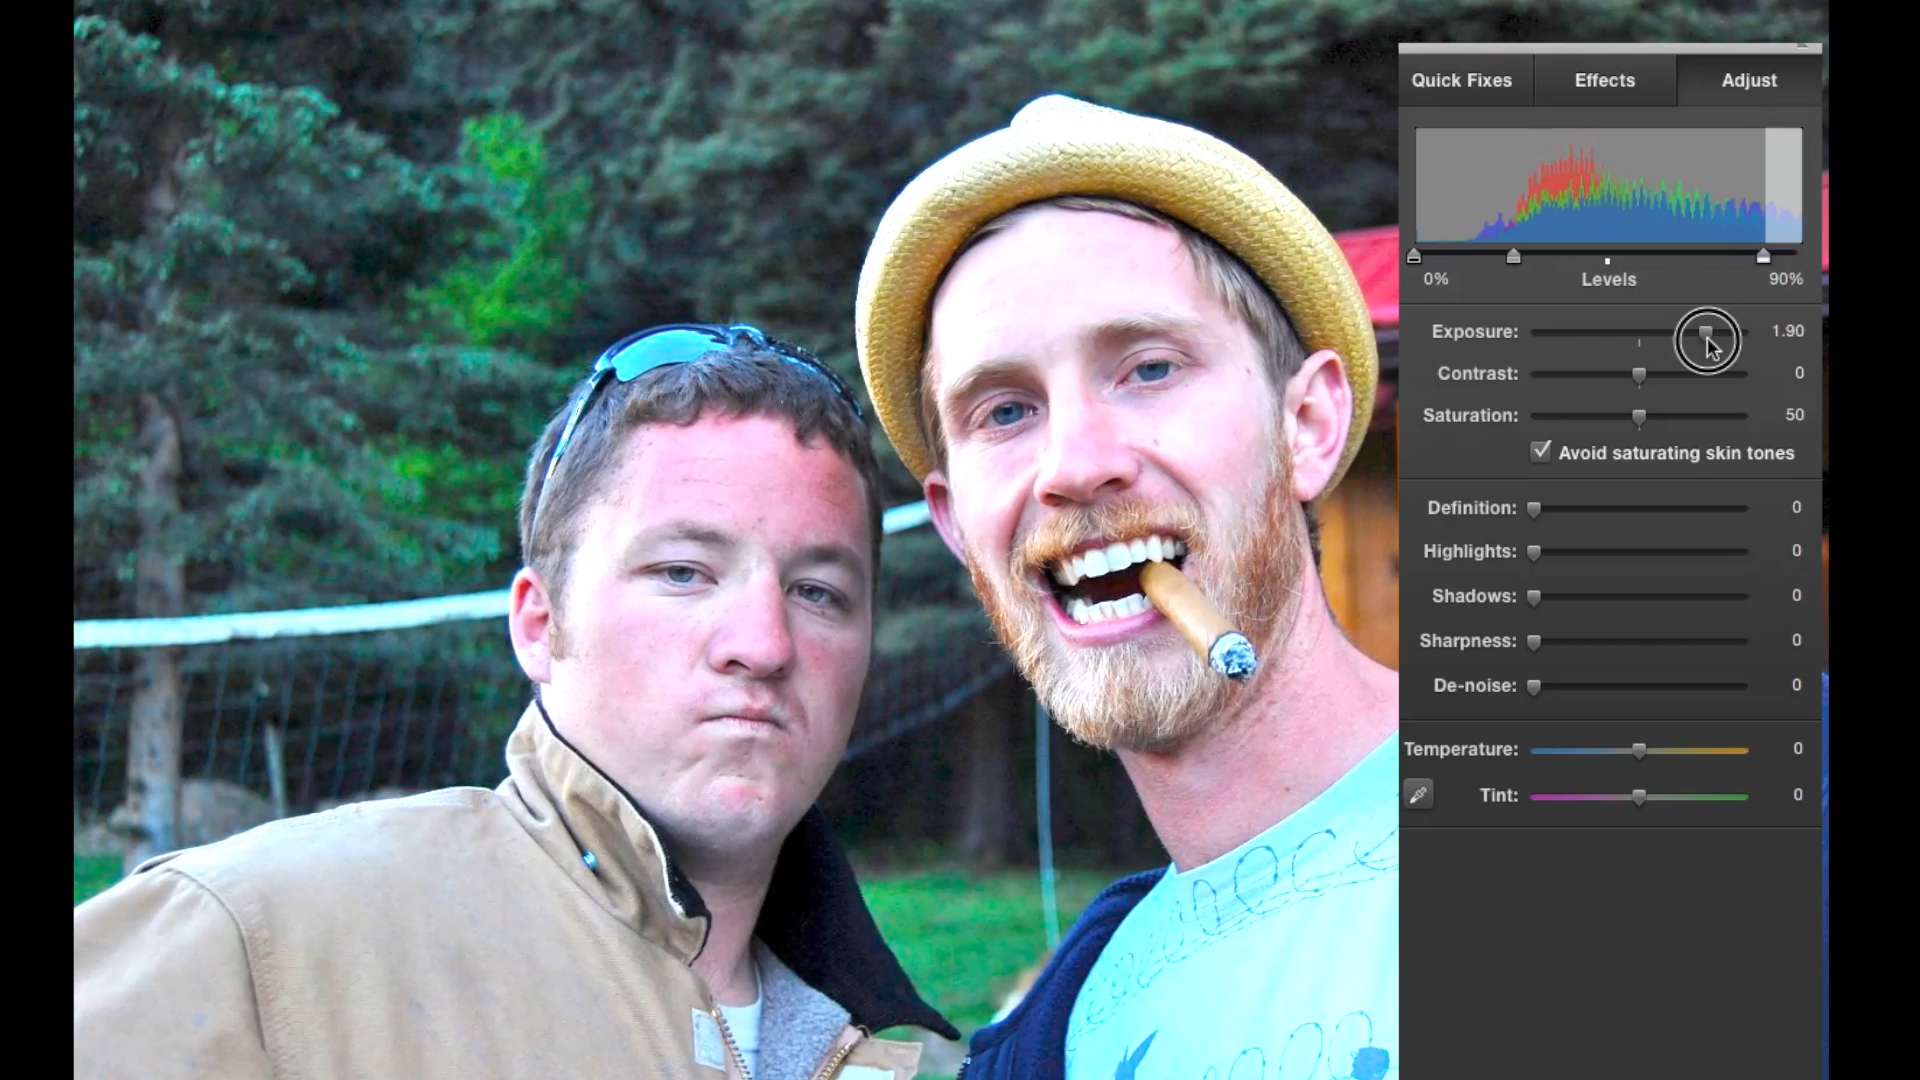 Quick Fixes Effects Adjust
0% Levels 90%
Exposure: 1.90
Contrast: 0
Saturation: 50
Avoid saturating skin tones
Definition: 0
Highlights: 0
Shadows: 0
Sharpness: 0
De-noise: 0
Temperature: 0
Tint: 0